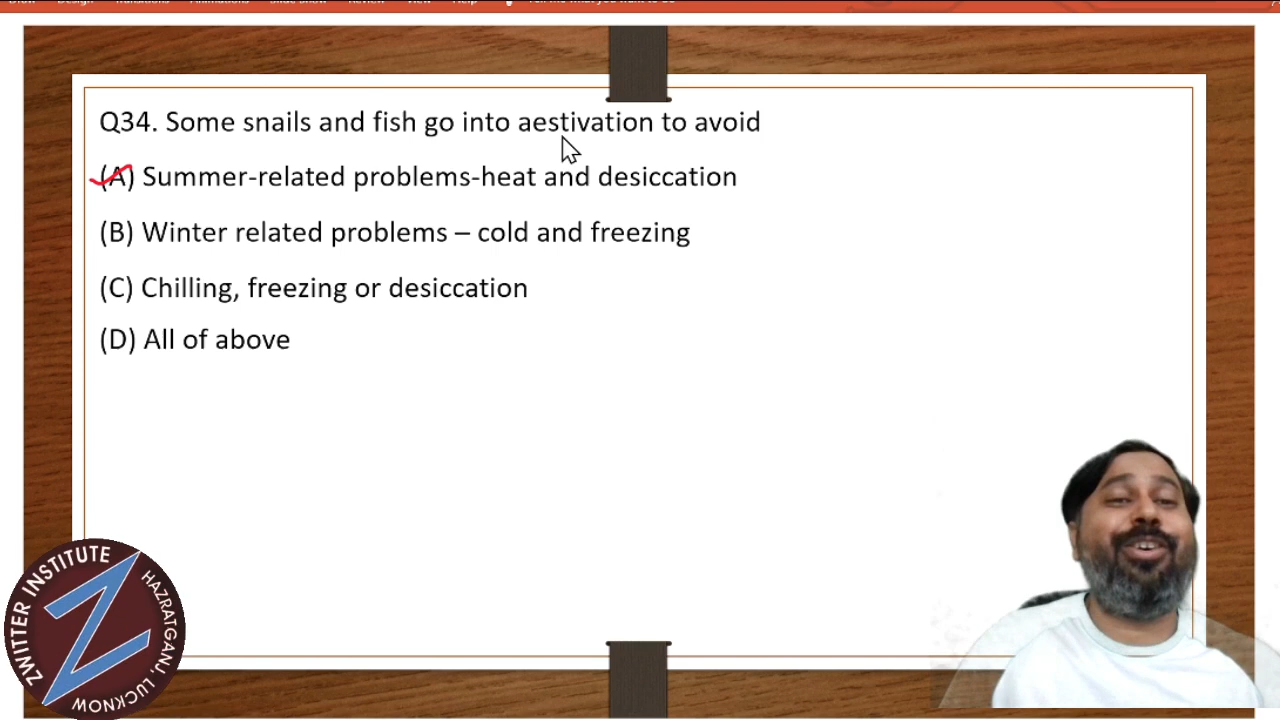 Q34. Some snails and fish go into aestivation to avoid
(A) Summer-related problems-heat and desiccation
(B) Winter related problems – cold and freezing
(C) Chilling, freezing or desiccation
(D) All of above
ZWITTER INSTITUTE
HAZRATGANJ, LUCKNOW